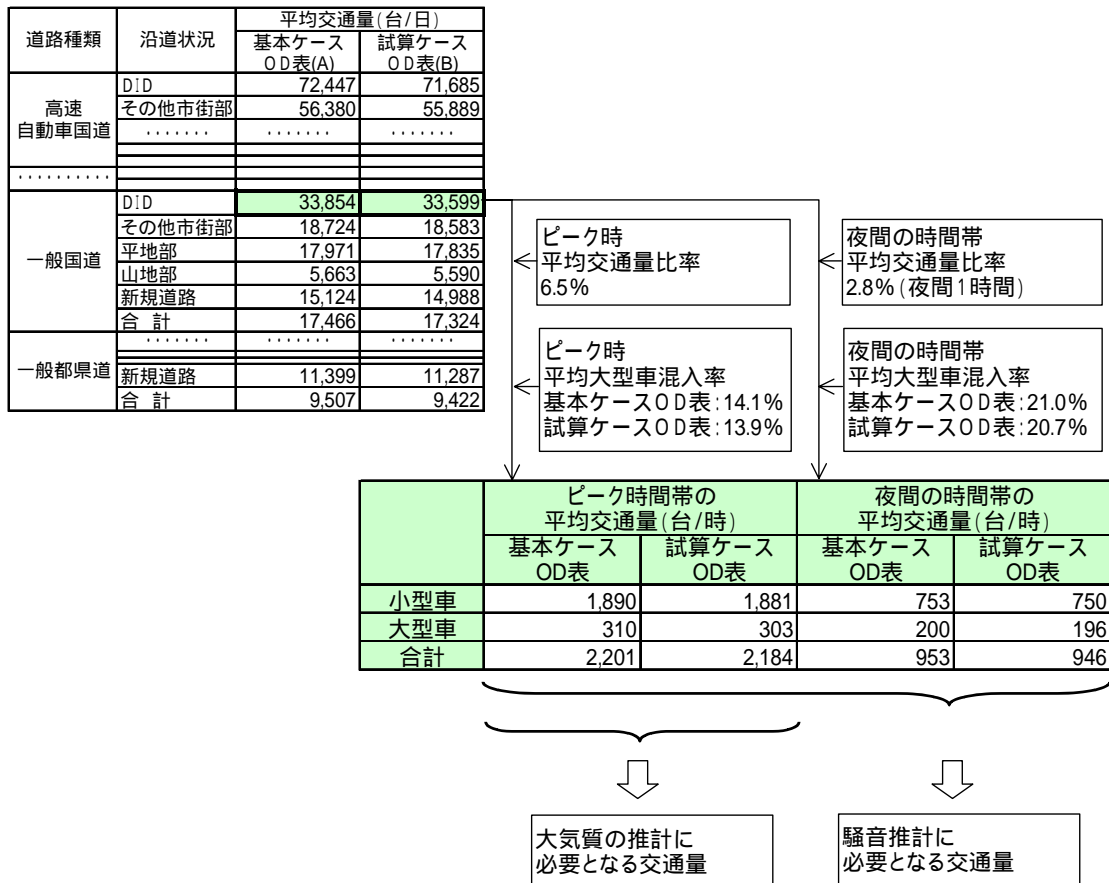 道路種類 沿道状況 平均交通量(台/日)
基本ケース 試算ケース
OD表(A) OD表(B)
高速
自動車国道
DID 72,447 71,685
その他市街部 56,380 55,889
‥‥‥‥ ‥‥‥‥ ‥‥‥‥
‥‥‥‥‥
一般国道
DID 33,854 33,599
その他市街部 18,724 18,583
平地部 17,971 17,835
山地部 5,663 5,590
新規道路 15,124 14,988
合 計 17,466 17,324
一般都県道
‥‥‥‥ ‥‥‥‥ ‥‥‥‥
新規道路 11,399 11,287
合 計 9,507 9,422
ピーク時
平均交通量比率
6.5%
夜間の時間帯
平均交通量比率
2.8%(夜間1時間)
ピーク時
平均大型車混入率
基本ケースOD表:14.1%
試算ケースOD表:13.9%
夜間の時間帯
平均大型車混入率
基本ケースOD表:21.0%
試算ケースOD表:20.7%
ピーク時間帯の 夜間の時間帯の
平均交通量(台/時) 平均交通量(台/時)
基本ケース 試算ケース 基本ケース 試算ケース
OD表 OD表 OD表 OD表
小型車 1,890 1,881 753 750
大型車 310 303 200 196
合計 2,201 2,184 953 946
大気質の推計に
必要となる交通量
騒音推計に
必要となる交通量